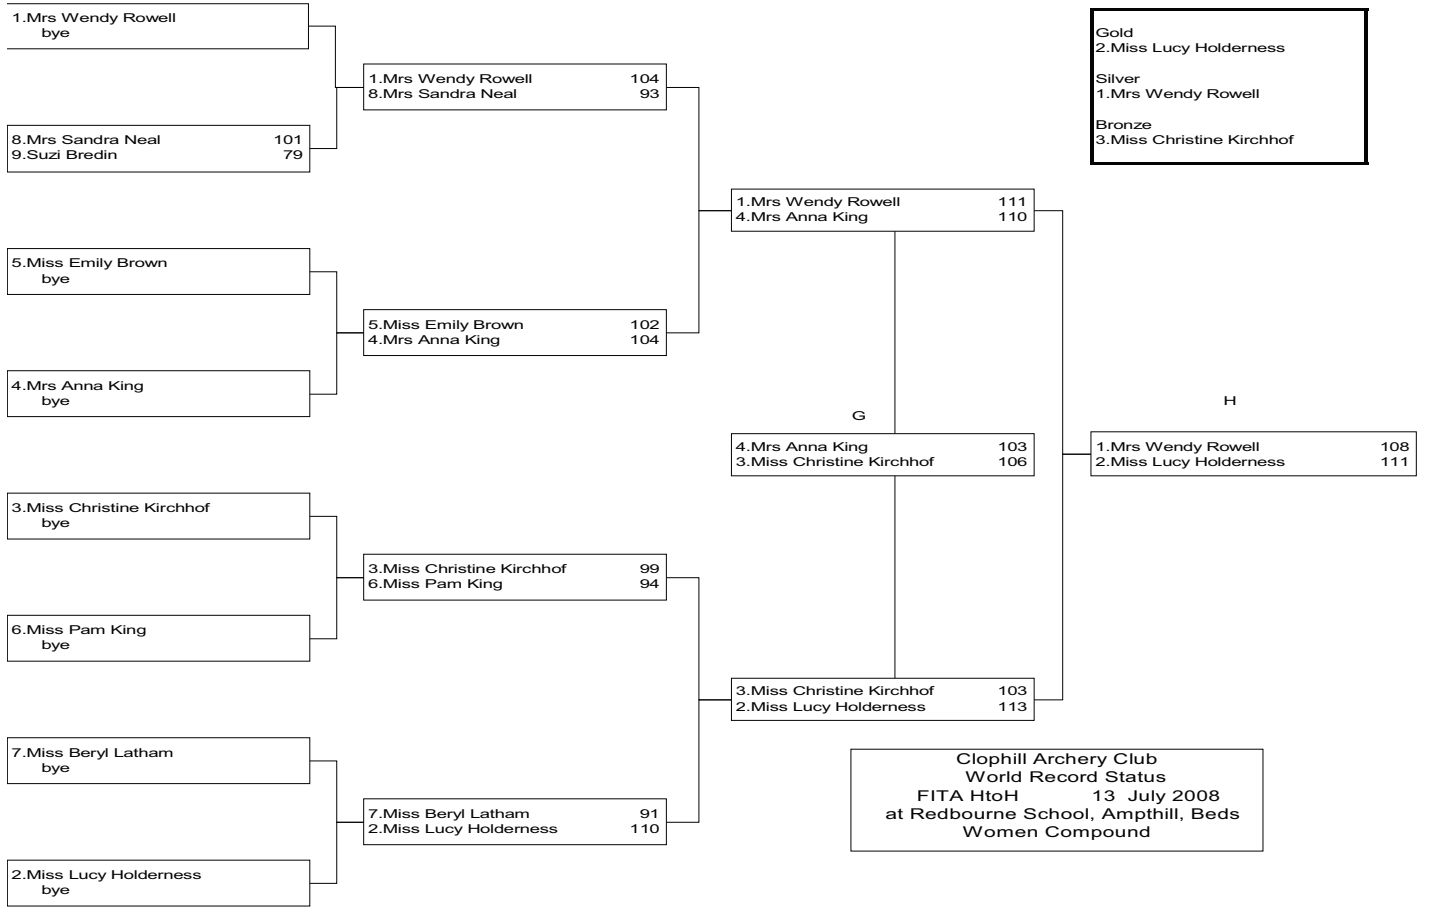 1.Mrs Wendy Rowell
bye
8.Mrs Sandra Neal 101
9.Suzi Bredin 79
5.Miss Emily Brown
bye
4.Mrs Anna King
bye
3.Miss Christine Kirchhof
bye
6.Miss Pam King
bye
7.Miss Beryl Latham
bye
2.Miss Lucy Holderness
bye
1.Mrs Wendy Rowell 104
8.Mrs Sandra Neal 93
5.Miss Emily Brown 102
4.Mrs Anna King 104
3.Miss Christine Kirchhof 99
6.Miss Pam King 94
7.Miss Beryl Latham 91
2.Miss Lucy Holderness 110
1.Mrs Wendy Rowell 111
4.Mrs Anna King 110
G
4.Mrs Anna King 103
3.Miss Christine Kirchhof 106
3.Miss Christine Kirchhof 103
2.Miss Lucy Holderness 113
H
1.Mrs Wendy Rowell 108
2.Miss Lucy Holderness 111
Gold
2.Miss Lucy Holderness
Silver
1.Mrs Wendy Rowell
Bronze
3.Miss Christine Kirchhof
Clophill Archery Club
World Record Status
FITA HtoH 13 July 2008
at Redbourne School, Ampthill, Beds
Women Compound